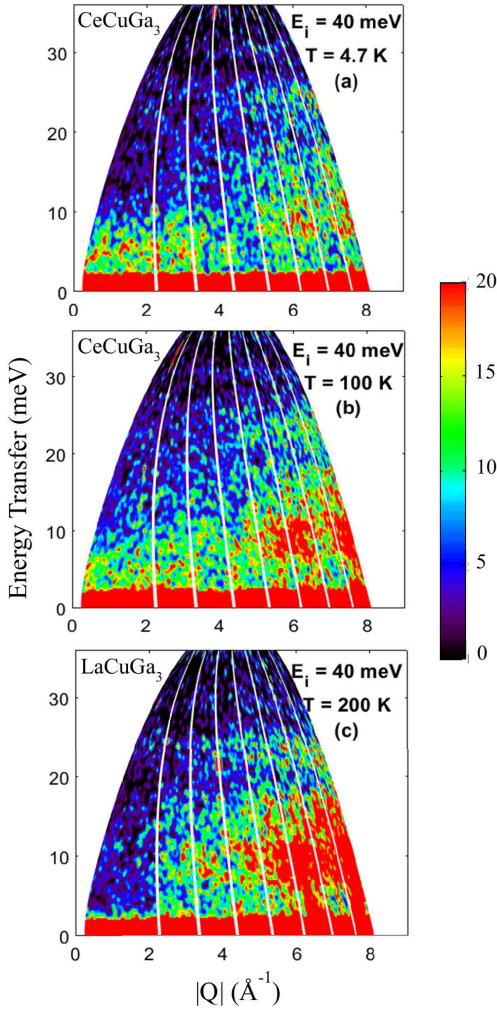 CeCuGa3
Ei = 40 meV
T = 4.7 K
(a)
30
20
10
0
0 2 4 6 8
CeCuGa3
Ei = 40 meV
T = 100 K
(b)
30
20
10
0
0 2 4 6 8
LaCuGa3
Ei = 40 meV
T = 200 K
(c)
30
20
10
0
0 2 4 6 8
Energy Transfer (meV)
|Q| (Å-1)
20
15
10
5
0